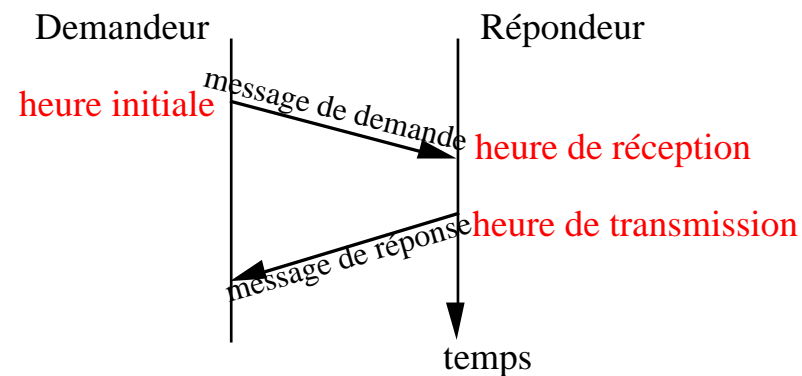 Demandeur
Répondeur
message de demande
heure initiale
heure de réception
heure de transmission
message de réponse
temps